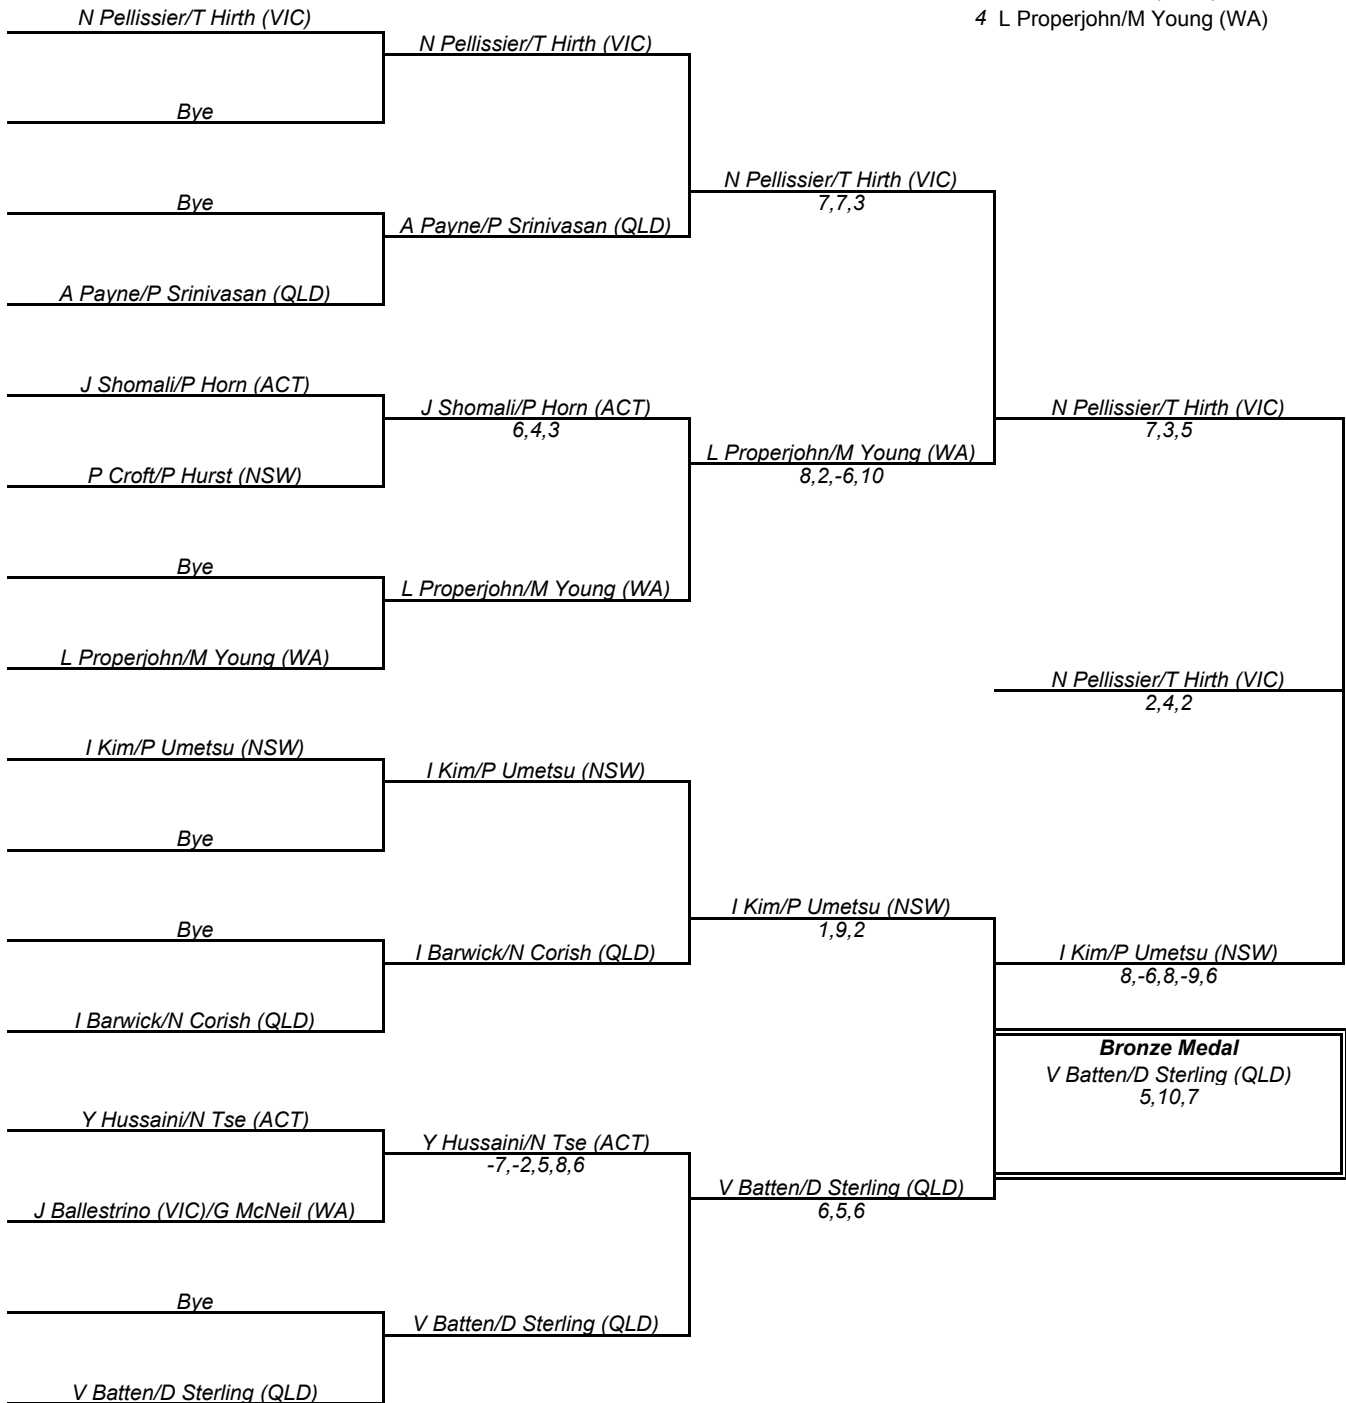 4 L Properjohn/M Young (WA)
N Pellissier/T Hirth (VIC)
Bye
Bye
A Payne/P Srinivasan (QLD)
J Shomali/P Horn (ACT)
P Croft/P Hurst (NSW)
Bye
L Properjohn/M Young (WA)
I Kim/P Umetsu (NSW)
Bye
Bye
I Barwick/N Corish (QLD)
Y Hussaini/N Tse (ACT)
J Ballestrino (VIC)/G McNeil (WA)
Bye
V Batten/D Sterling (QLD)
N Pellissier/T Hirth (VIC)
A Payne/P Srinivasan (QLD)
J Shomali/P Horn (ACT)
6,4,3
L Properjohn/M Young (WA)
I Kim/P Umetsu (NSW)
I Barwick/N Corish (QLD)
Y Hussaini/N Tse (ACT)
-7,-2,5,8,6
V Batten/D Sterling (QLD)
N Pellissier/T Hirth (VIC)
7,7,3
L Properjohn/M Young (WA)
8,2,-6,10
I Kim/P Umetsu (NSW)
1,9,2
V Batten/D Sterling (QLD)
6,5,6
N Pellissier/T Hirth (VIC)
7,3,5
N Pellissier/T Hirth (VIC)
2,4,2
I Kim/P Umetsu (NSW)
8,-6,8,-9,6
Bronze Medal
V Batten/D Sterling (QLD)
5,10,7